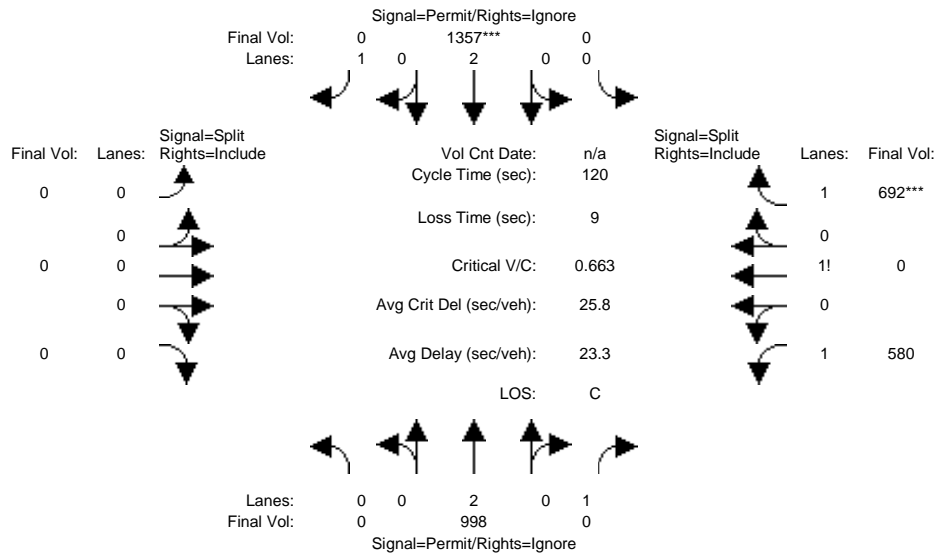 Signal=Permit/Rights=Ignore
Final Vol: 0 1357*** 0
Lanes: 1 0 2 0 0
Signal=Split Signal=Split
Final Vol: Lanes: Rights=Include Vol Cnt Date: n/a Rights=Include Lanes: Final Vol:
Cycle Time (sec): 120
0 0 1 692***
Loss Time (sec): 9
0 0
0 0 Critical V/C: 0.663 1! 0
0 Avg Crit Del (sec/veh): 25.8 0
0 0 Avg Delay (sec/veh): 23.3 1 580
LOS: C
Lanes: 0 0 2 0 1
Final Vol: 0 998 0
Signal=Permit/Rights=Ignore